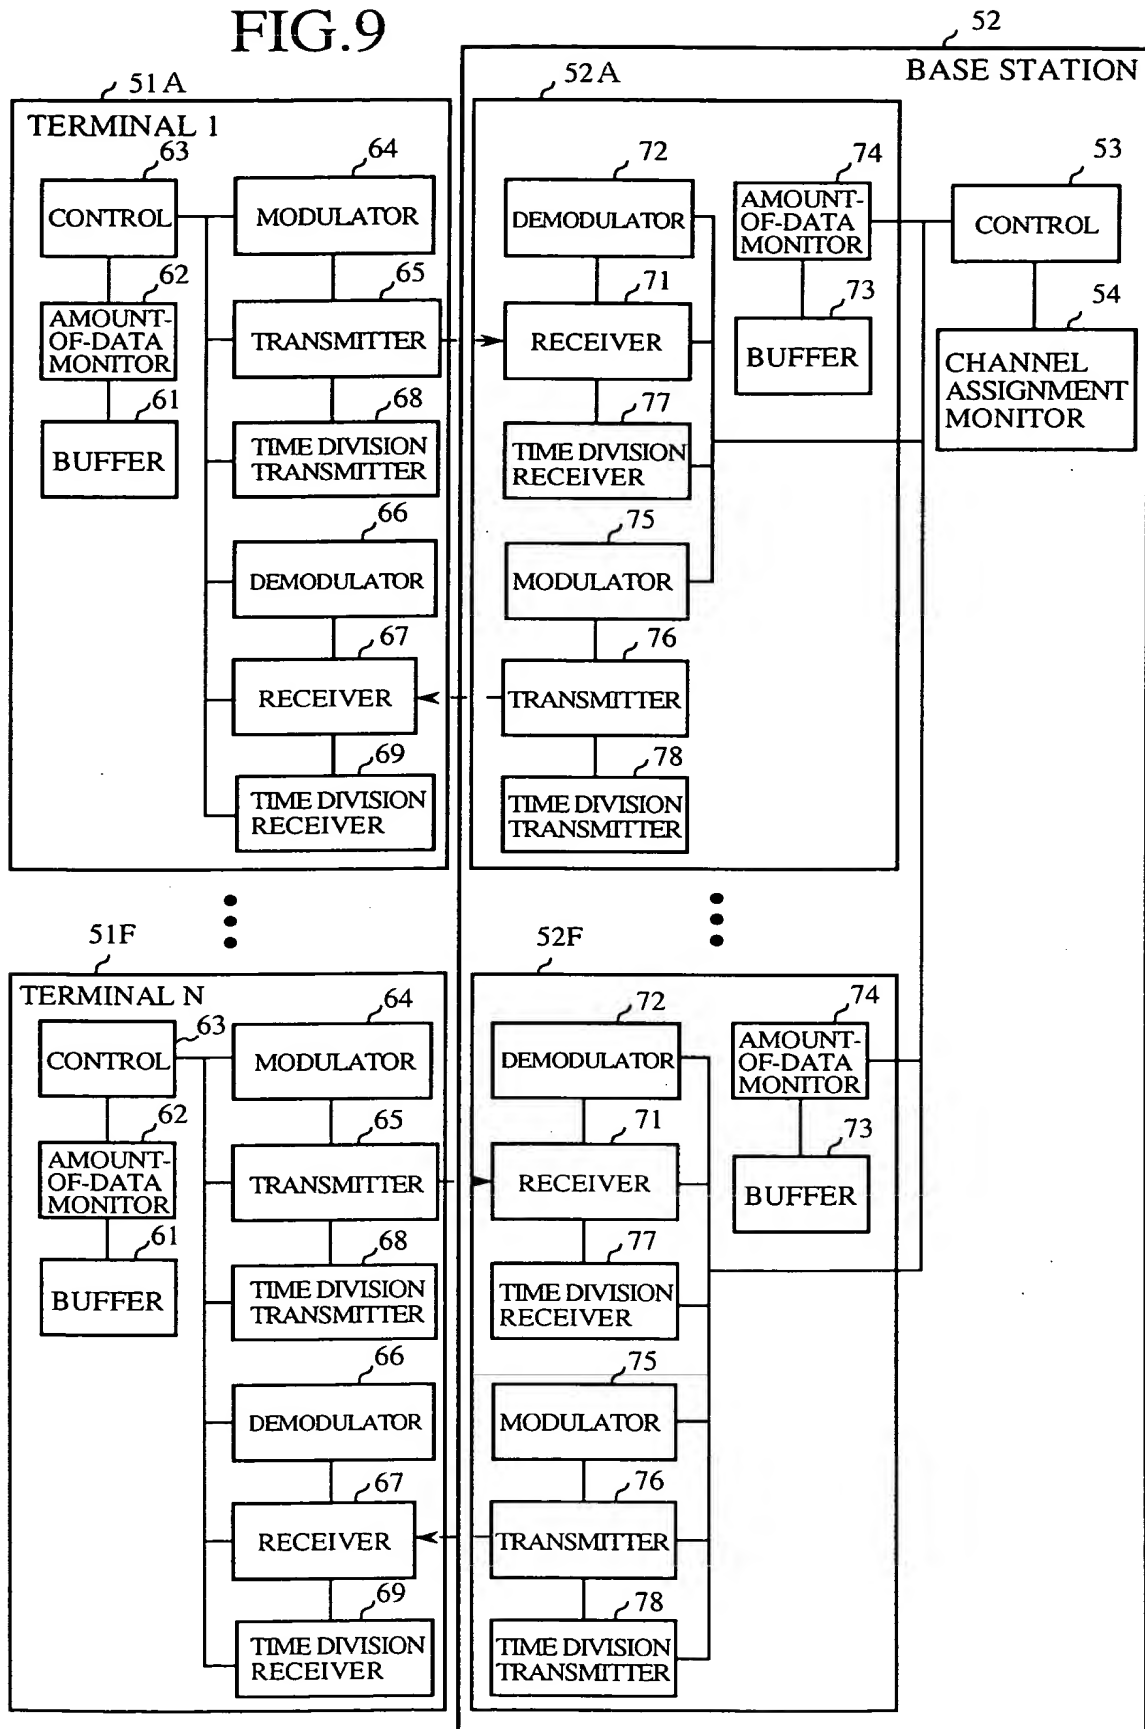 FIG.9
52
BASE STATION
51A
TERMINAL 1
63
CONTROL
62
AMOUNT-
OF-DATA
MONITOR
61
BUFFER
64
MODULATOR
65
TRANSMITTER
68
TIME DIVISION
TRANSMITTER
66
DEMODULATOR
67
RECEIVER
69
TIME DIVISION
RECEIVER
52A
72
DEMODULATOR
71
RECEIVER
77
TIME DIVISION
RECEIVER
75
MODULATOR
76
TRANSMITTER
78
TIME DIVISION
TRANSMITTER
74
AMOUNT-
OF-DATA
MONITOR
73
BUFFER
53
CONTROL
54
CHANNEL
ASSIGNMENT
MONITOR
51F
TERMINAL N
63
CONTROL
62
AMOUNT-
OF-DATA
MONITOR
61
BUFFER
64
MODULATOR
65
TRANSMITTER
68
TIME DIVISION
TRANSMITTER
66
DEMODULATOR
67
RECEIVER
69
TIME DIVISION
RECEIVER
52F
72
DEMODULATOR
71
RECEIVER
77
TIME DIVISION
RECEIVER
75
MODULATOR
76
TRANSMITTER
78
TIME DIVISION
TRANSMITTER
74
AMOUNT-
OF-DATA
MONITOR
73
BUFFER